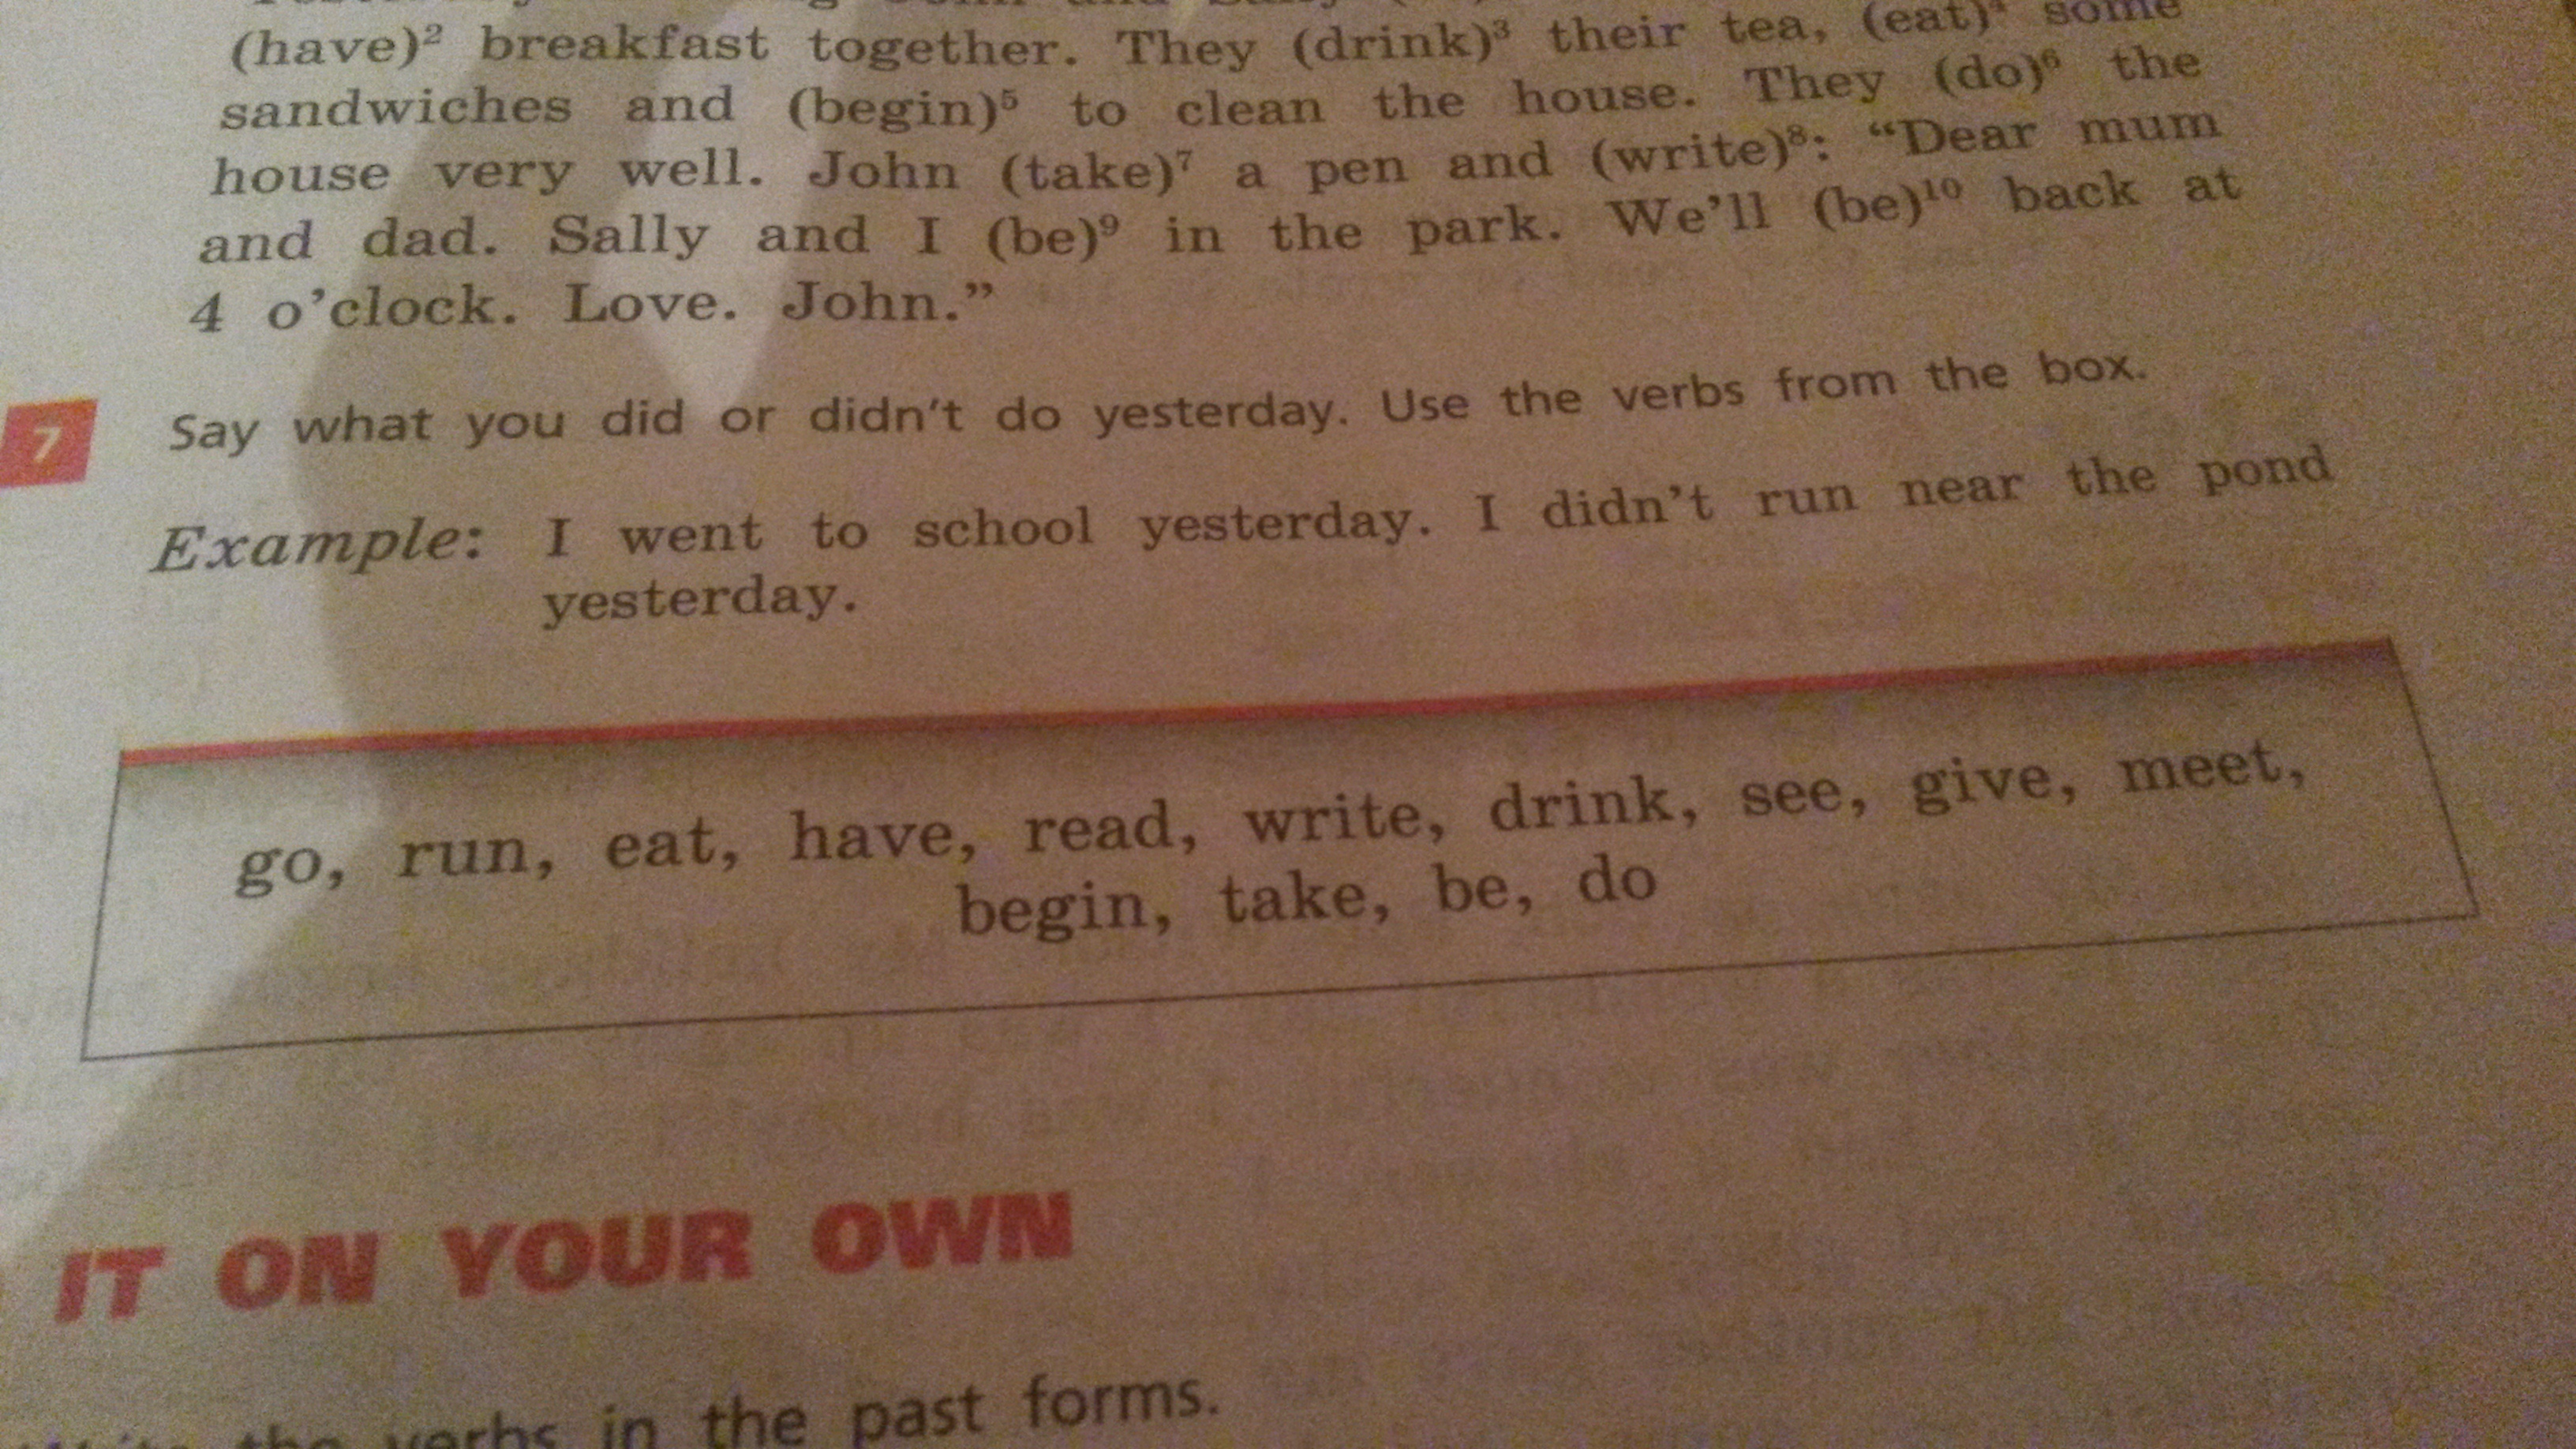 (have)² breakfast together. They (drink)³ their tea, (eat)⁴ some
sandwiches and (begin)⁵ to clean the house. They (do)⁶ the
house very well. John (take)⁷ a pen and (write)⁸: “Dear mum
and dad. Sally and I (be)⁹ in the park. We’ll (be)¹⁰ back at
4 o’clock. Love. John.”
7 Say what you did or didn’t do yesterday. Use the verbs from the box.
Example: I went to school yesterday. I didn’t run near the pond
yesterday.
go, run, eat, have, read, write, drink, see, give, meet,
begin, take, be, do
IT ON YOUR OWN
the verbs in the past forms.